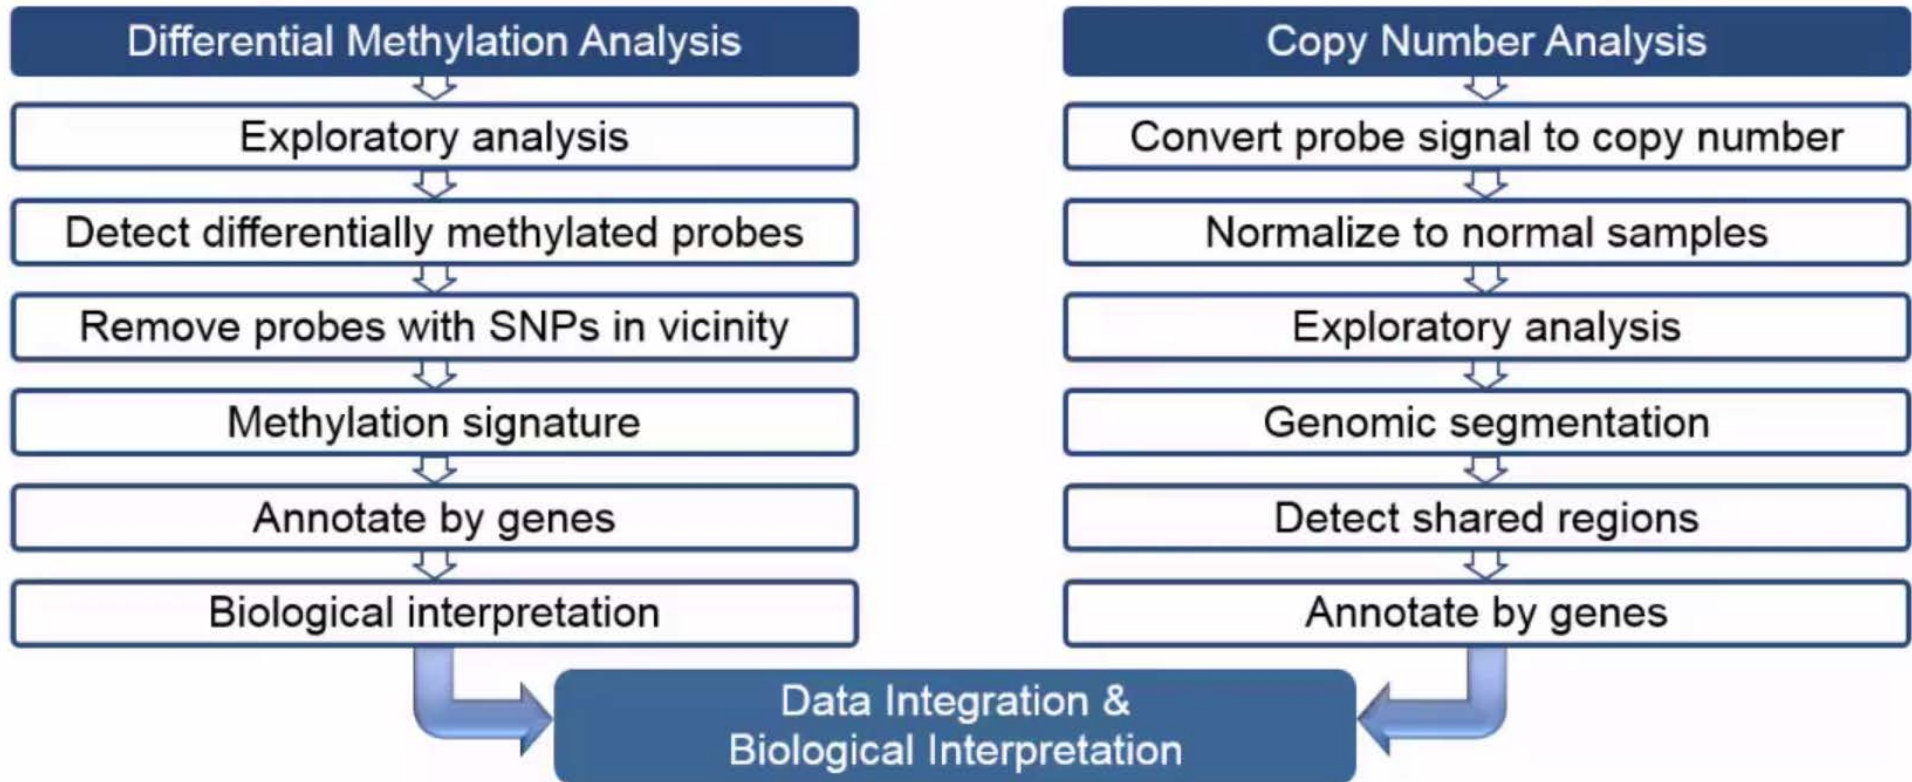 Differential Methylation Analysis
Exploratory analysis
Detect differentially methylated probes
Remove probes with SNPs in vicinity
Methylation signature
Annotate by genes
Biological interpretation
Copy Number Analysis
Convert probe signal to copy number
Normalize to normal samples
Exploratory analysis
Genomic segmentation
Detect shared regions
Annotate by genes
Data Integration &
Biological Interpretation